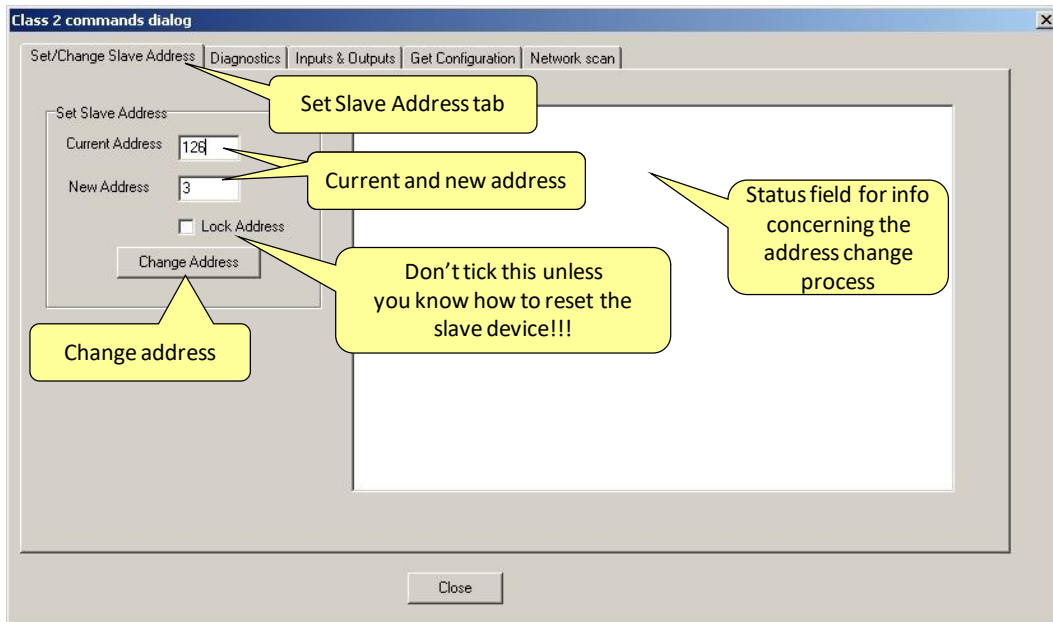 Class 2 commands dialog
Set/Change Slave Address Diagnostics Inputs & Outputs Get Configuration Network scan
Set Slave Address tab
Set Slave Address
Current Address 126
Current and new address
New Address 3
Status field for info
concerning the
address change
process
Lock Address
Change Address
Don't tick this unless
you know how to reset the
slave device!!!
Change address
Close